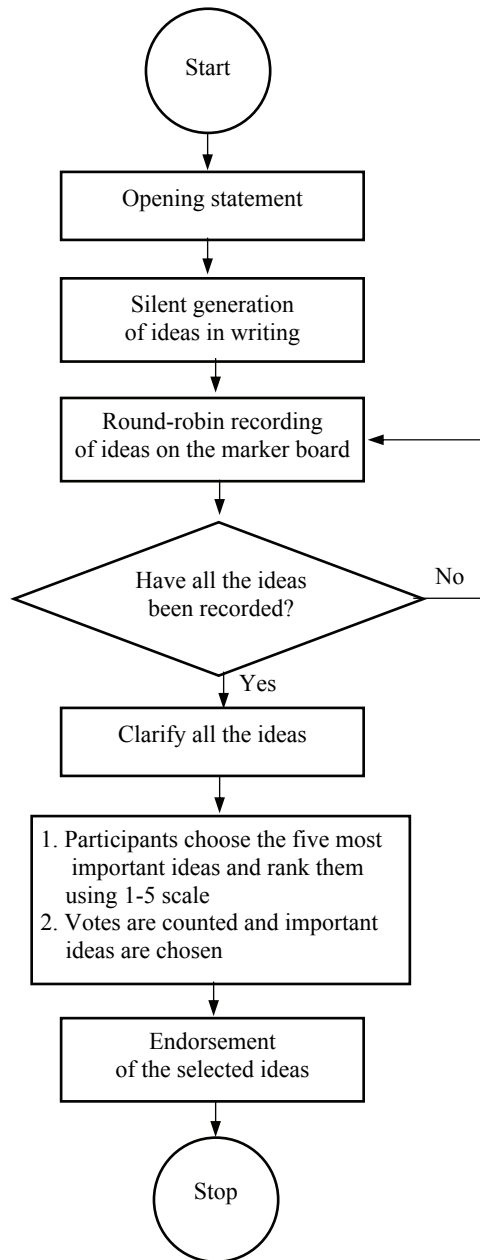 Start
Opening statement
Silent generation
of ideas in writing
Round-robin recording
of ideas on the marker board
Have all the ideas
been recorded?
No
Yes
Clarify all the ideas
1. Participants choose the five most
important ideas and rank them
using 1-5 scale
2. Votes are counted and important
ideas are chosen
Endorsement
of the selected ideas
Stop